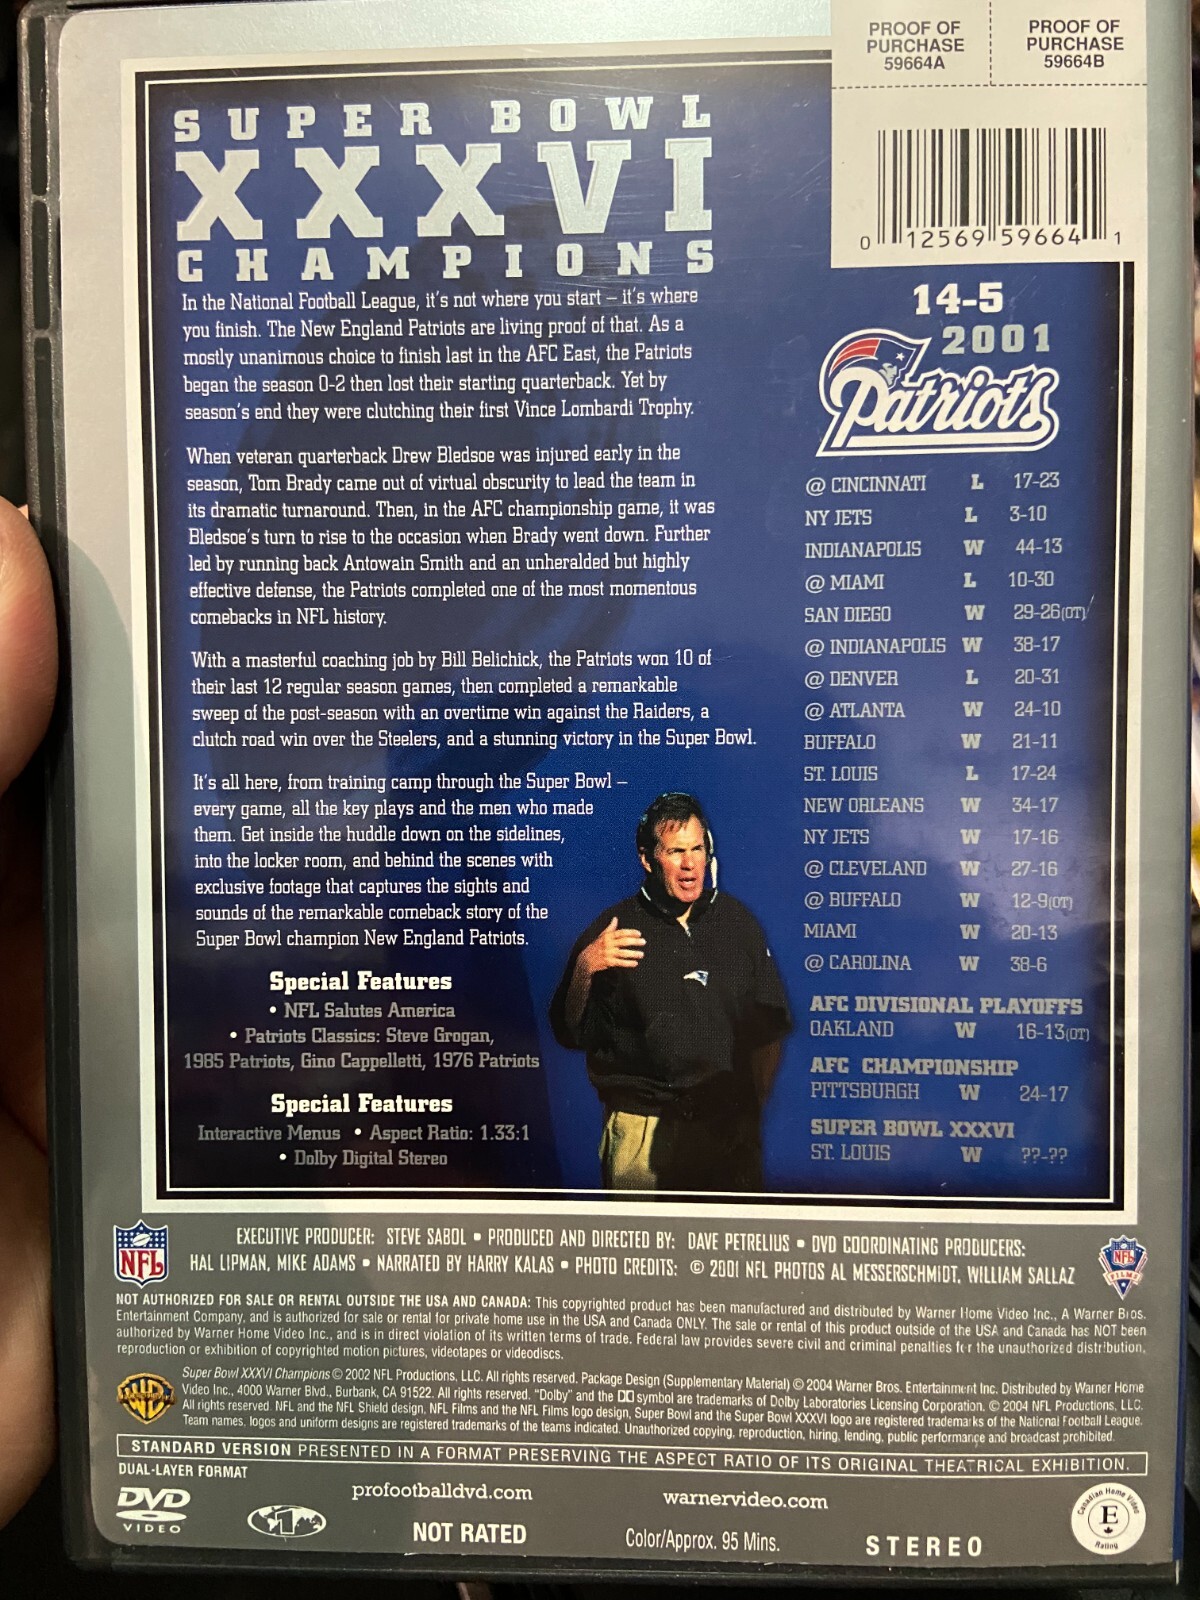 PROOF OF PURCHASE 59664A
PROOF OF PURCHASE 59664B
0 12569 59664 1
SUPER BOWL
XXXVI
CHAMPIONS
In the National Football League, it's not where you start – it's where
you finish. The New England Patriots are living proof of that. As a
mostly unanimous choice to finish last in the AFC East, the Patriots
began the season 0-2 then lost their starting quarterback. Yet by
season's end they were clutching their first Vince Lombardi Trophy.
When veteran quarterback Drew Bledsoe was injured early in the
season, Tom Brady came out of virtual obscurity to lead the team in
its dramatic turnaround. Then, in the AFC championship game, it was
Bledsoe's turn to rise to the occasion when Brady went down. Further
led by running back Antowain Smith and an unheralded but highly
effective defense, the Patriots completed one of the most momentous
comebacks in NFL history.
With a masterful coaching job by Bill Belichick, the Patriots won 10 of
their last 12 regular season games, then completed a remarkable
sweep of the post-season with an overtime win against the Raiders, a
clutch road win over the Steelers, and a stunning victory in the Super Bowl.
It's all here, from training camp through the Super Bowl –
every game, all the key plays and the men who made
them. Get inside the huddle down on the sidelines,
into the locker room, and behind the scenes with
exclusive footage that captures the sights and
sounds of the remarkable comeback story of the
Super Bowl champion New England Patriots.
Special Features
• NFL Salutes America
• Patriots Classics: Steve Grogan,
1985 Patriots, Gino Cappelletti, 1976 Patriots
Special Features
Interactive Menus • Aspect Ratio: 1.33:1
• Dolby Digital Stereo
14-5
2001
Patriots
@ CINCINNATI L 17-23
NY JETS L 3-10
INDIANAPOLIS W 44-13
@ MIAMI L 10-30
SAN DIEGO W 29-26(OT)
@ INDIANAPOLIS W 38-17
@ DENVER L 20-31
@ ATLANTA W 24-10
BUFFALO W 21-11
ST. LOUIS L 17-24
NEW ORLEANS W 34-17
NY JETS W 17-16
@ CLEVELAND W 27-16
@ BUFFALO W 12-9(OT)
MIAMI W 20-13
@ CAROLINA W 38-6
AFC DIVISIONAL PLAYOFFS
OAKLAND W 16-13(OT)
AFC CHAMPIONSHIP
PITTSBURGH W 24-17
SUPER BOWL XXXVI
ST. LOUIS W ??-??
NFL
EXECUTIVE PRODUCER: STEVE SABOL • PRODUCED AND DIRECTED BY: DAVE PETRELIUS • DVD COORDINATING PRODUCERS:
HAL LIPMAN, MIKE ADAMS • NARRATED BY HARRY KALAS • PHOTO CREDITS: © 2001 NFL PHOTOS AL MESSERSCHMIDT, WILLIAM SALLAZ
NFL FILMS
NOT AUTHORIZED FOR SALE OR RENTAL OUTSIDE THE USA AND CANADA: This copyrighted product has been manufactured and distributed by Warner Home Video Inc., A Warner Bros.
Entertainment Company, and is authorized for sale or rental for private home use in the USA and Canada ONLY. The sale or rental of this product outside of the USA and Canada has NOT been
authorized by Warner Home Video Inc., and is in direct violation of its written terms of trade. Federal law provides severe civil and criminal penalties for the unauthorized distribution,
reproduction or exhibition of copyrighted motion pictures, videotapes or videodiscs.
Super Bowl XXXVI Champions © 2002 NFL Productions, LLC. All rights reserved. Package Design (Supplementary Material) © 2004 Warner Bros. Entertainment Inc. Distributed by Warner Home
Video Inc., 4000 Warner Blvd., Burbank, CA 91522. All rights reserved. "Dolby" and the DD symbol are trademarks of Dolby Laboratories Licensing Corporation. © 2004 NFL Productions, LLC.
All rights reserved. NFL and the NFL Shield design, NFL Films and the NFL Films logo design, Super Bowl and the Super Bowl XXXVI logo are registered trademarks of the National Football League.
Team names, logos and uniform designs are registered trademarks of the teams indicated. Unauthorized copying, reproduction, hiring, lending, public performance and broadcast prohibited.
STANDARD VERSION PRESENTED IN A FORMAT PRESERVING THE ASPECT RATIO OF ITS ORIGINAL THEATRICAL EXHIBITION.
DUAL-LAYER FORMAT
DVD VIDEO
1
profootballdvd.com
warnervideo.com
NOT RATED
Color/Approx. 95 Mins.
STEREO
Canadian Home Video
E
Rating